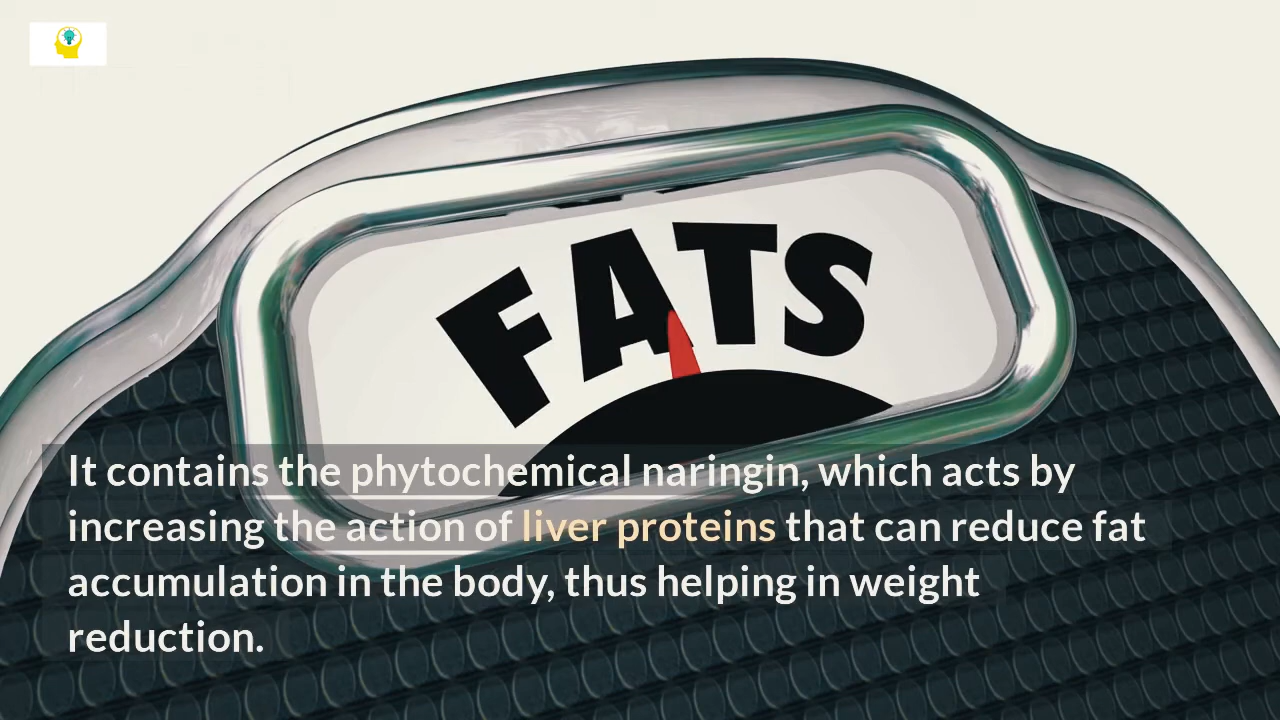 FATS
It contains the phytochemical naringin, which acts by
increasing the action of liver proteins that can reduce fat
accumulation in the body, thus helping in weight
reduction.